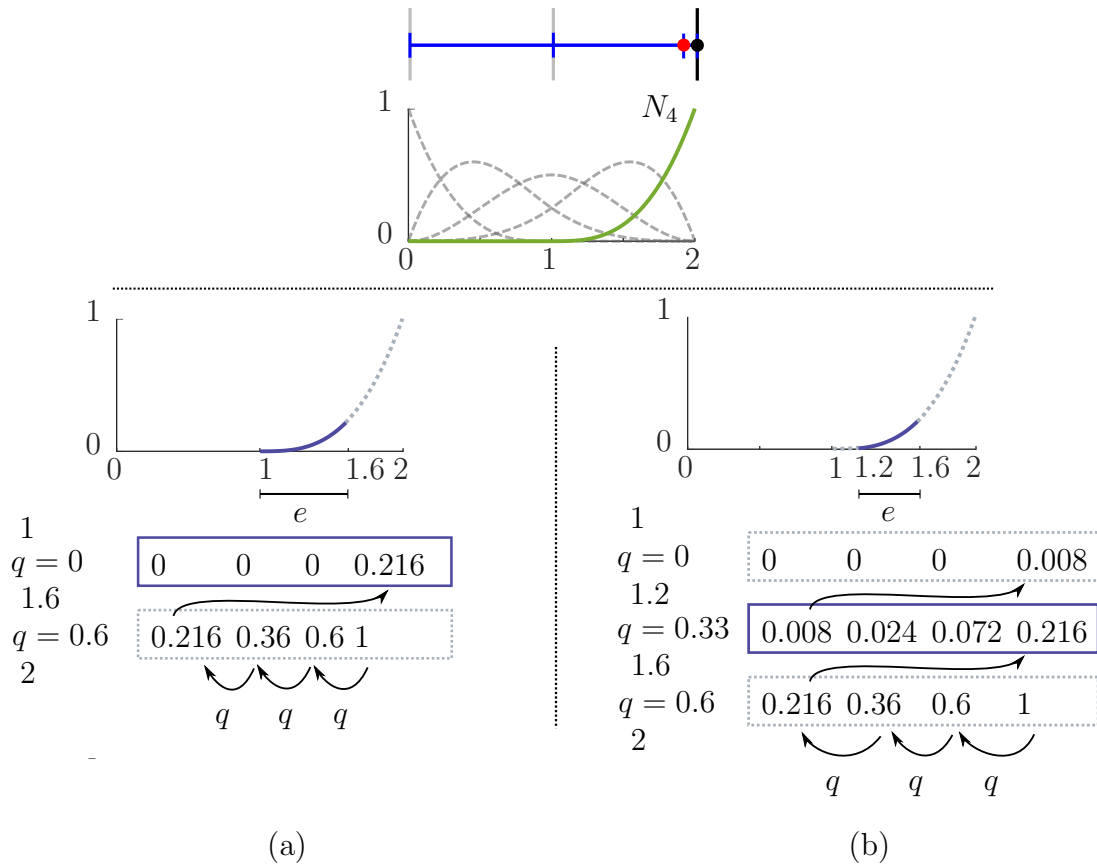 1
N₄
0
0 1 2
1
0
0 1 1.6 2
e
1
q = 0
0 0 0 0.216
1.6
q = 0.6
0.216 0.36 0.6 1
2
q q q
(a)
1
0
0 1 1.2 1.6 2
e
1
q = 0
0 0 0 0.008
1.2
q = 0.33
0.008 0.024 0.072 0.216
1.6
q = 0.6
0.216 0.36 0.6 1
2
q q q
(b)